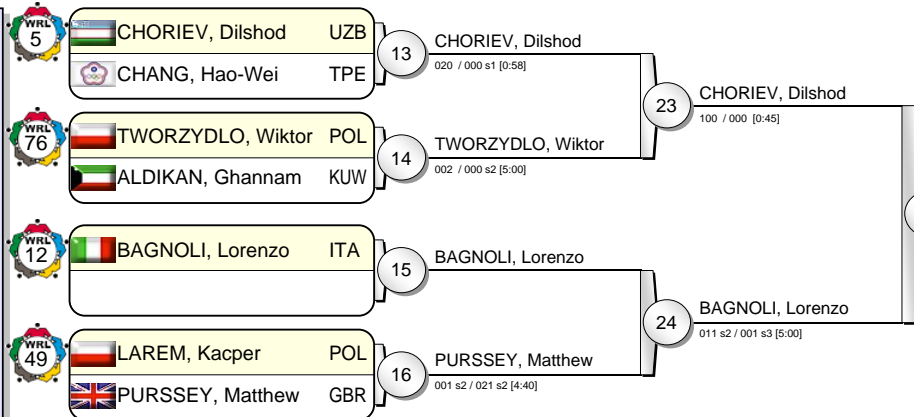 WRL
5
CHORIEV, Dilshod UZB
CHANG, Hao-Wei TPE
13
CHORIEV, Dilshod
020 / 000 s1 [0:58]
WRL
76
TWORZYDLO, Wiktor POL
ALDIKAN, Ghannam KUW
14
TWORZYDLO, Wiktor
002 / 000 s2 [5:00]
23
CHORIEV, Dilshod
100 / 000 [0:45]
WRL
12
BAGNOLI, Lorenzo ITA
15
BAGNOLI, Lorenzo
WRL
49
LAREM, Kacper POL
PURSSEY, Matthew GBR
16
PURSSEY, Matthew
001 s2 / 021 s2 [4:40]
24
BAGNOLI, Lorenzo
011 s2 / 001 s3 [5:00]